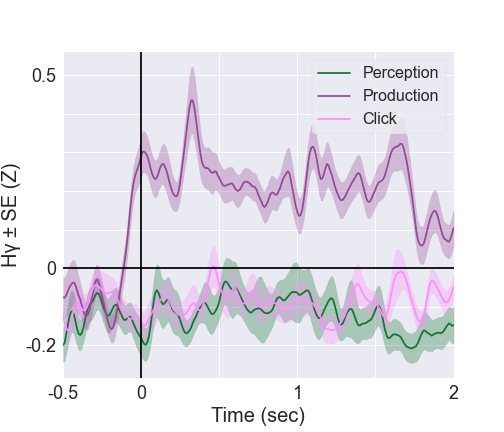 Hγ ± SE (Z)
0.5
0
-0.2
Perception
Production
Click
-0.5
0
1
2
Time (sec)